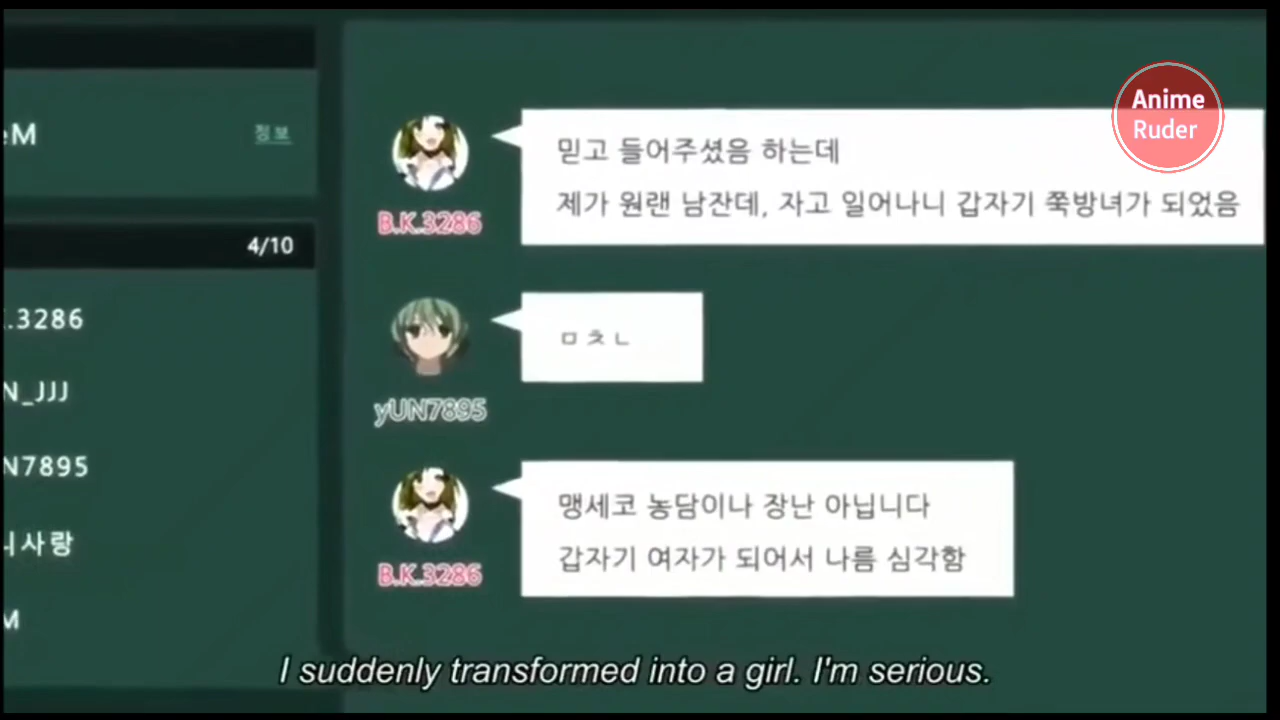 Anime
Ruder
eM
정보
4/10
.3286
N_JJJ
N7895
니사랑
M
믿고 들어주셨음 하는데
제가 원랜 남잔데, 자고 일어나니 갑자기 쭉방녀가 되었음
B.K.3286
ㅁㅊㄴ
yUN7895
맹세코 농담이나 장난 아닙니다
갑자기 여자가 되어서 나름 심각함
B.K.3286
I suddenly transformed into a girl. I'm serious.